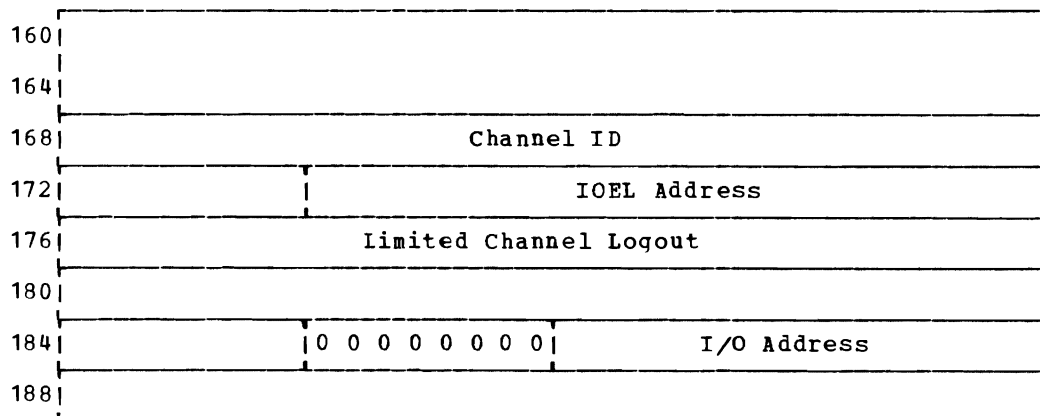 160
164
168 Channel ID
172 IOEL Address
176 Limited Channel Logout
180
184 0 0 0 0 0 0 0 0 I/O Address
188